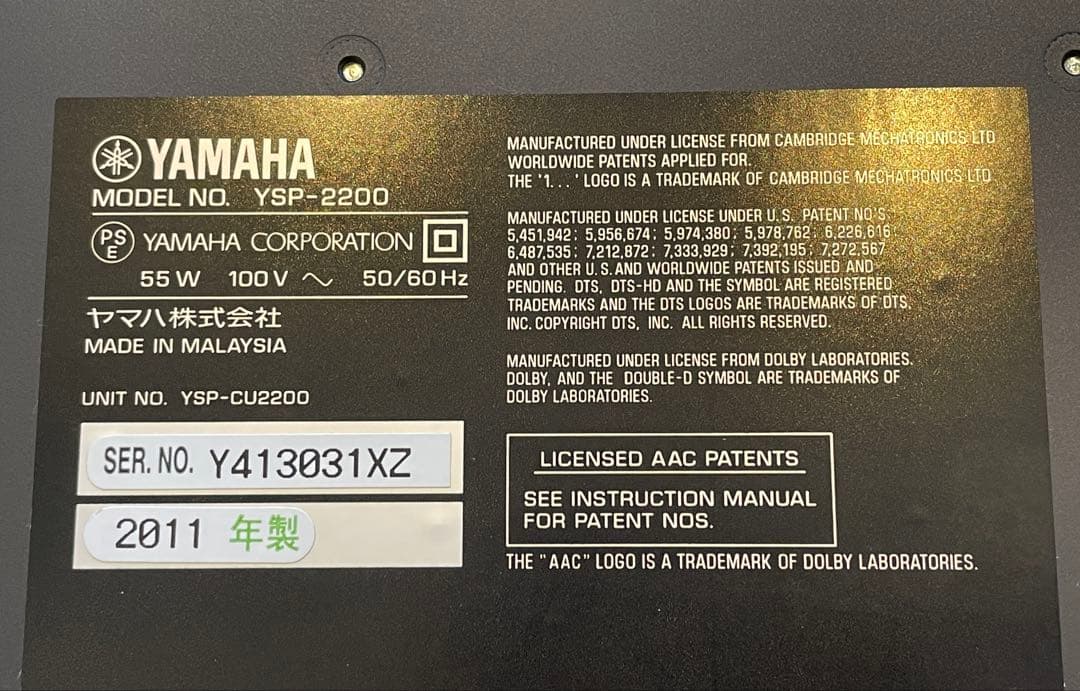 YAMAHA
MODEL NO. YSP-2200
PS
E
YAMAHA CORPORATION
55 W 100 V ～ 50/60 Hz
ヤマハ株式会社
MADE IN MALAYSIA
UNIT NO. YSP-CU2200
SER. NO. Y413031XZ
2011 年製
MANUFACTURED UNDER LICENSE FROM CAMBRIDGE MECHATRONICS LTD
WORLDWIDE PATENTS APPLIED FOR.
THE '1...' LOGO IS A TRADEMARK OF CAMBRIDGE MECHATRONICS LTD
MANUFACTURED UNDER LICENSE UNDER U.S. PATENT NO'S:
5,451,942; 5,956,674; 5,974,380; 5,978,762; 6,226,616
6,487,535; 7,212,872; 7,333,929; 7,392,195; 7,272,567
AND OTHER U.S. AND WORLDWIDE PATENTS ISSUED AND
PENDING. DTS, DTS-HD AND THE SYMBOL ARE REGISTERED
TRADEMARKS AND THE DTS LOGOS ARE TRADEMARKS OF DTS,
INC. COPYRIGHT DTS, INC. ALL RIGHTS RESERVED.
MANUFACTURED UNDER LICENSE FROM DOLBY LABORATORIES.
DOLBY, AND THE DOUBLE-D SYMBOL ARE TRADEMARKS OF
DOLBY LABORATORIES.
LICENSED AAC PATENTS
SEE INSTRUCTION MANUAL
FOR PATENT NOS.
THE "AAC" LOGO IS A TRADEMARK OF DOLBY LABORATORIES.